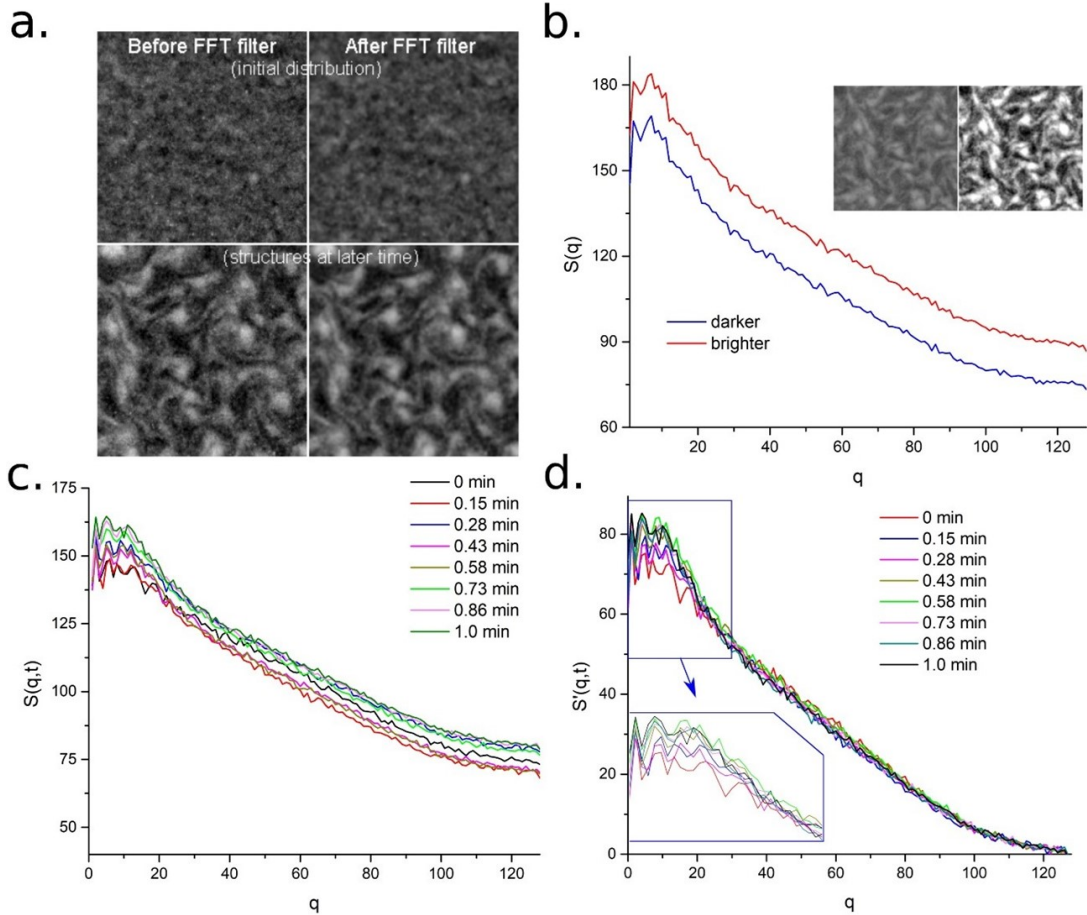 a.
Before FFT filter
After FFT filter
(initial distribution)
(structures at later time)
b.
180
150
120
90
60
S(q)
20
40
60
80
100
120
q
darker
brighter
c.
175
150
125
100
75
50
S(q,t)
0
20
40
60
80
100
120
q
0 min
0.15 min
0.28 min
0.43 min
0.58 min
0.73 min
0.86 min
1.0 min
d.
80
60
40
20
0
S'(q,t)
0
20
40
60
80
100
120
q
0 min
0.15 min
0.28 min
0.43 min
0.58 min
0.73 min
0.86 min
1.0 min